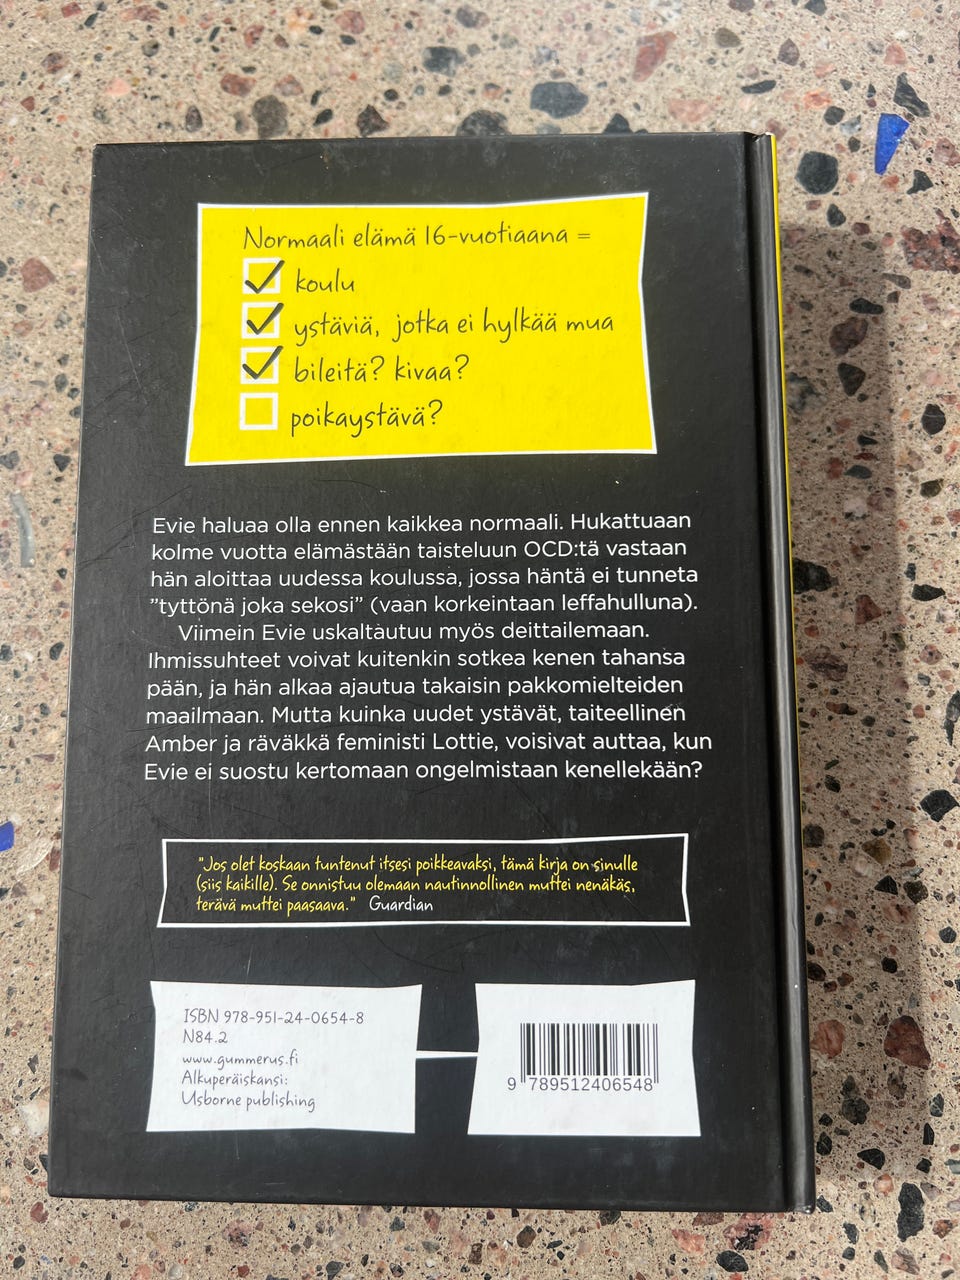 Normaali elämä 16-vuotiaana =
koulu
ystäviä, jotka ei hylkää mua
bileitä? kivaa?
poikaystävä?
Evie haluaa olla ennen kaikkea normaali. Hukattuaan
kolme vuotta elämästään taisteluun OCD:tä vastaan
hän aloittaa uudessa koulussa, jossa häntä ei tunneta
”tyttönä joka sekosi” (vaan korkeintaan leffahulluna).
Viimein Evie uskaltautuu myös deittailemaan.
Ihmissuhteet voivat kuitenkin sotkea kenen tahansa
pään, ja hän alkaa ajautua takaisin pakkomielteiden
maailmaan. Mutta kuinka uudet ystävät, taiteellinen
Amber ja räväkkä feministi Lottie, voisivat auttaa, kun
Evie ei suostu kertomaan ongelmistaan kenellekään?
"Jos olet koskaan tuntenut itsesi poikkeavaksi, tämä kirja on sinulle
(siis kaikille). Se onnistuu olemaan nautinnollinen muttei nenäkäs,
terävä muttei paasaava." Guardian
ISBN 978-951-24-0654-8
N84.2
www.gummerus.fi
Alkuperäiskansi:
Usborne publishing
9 789512 406548